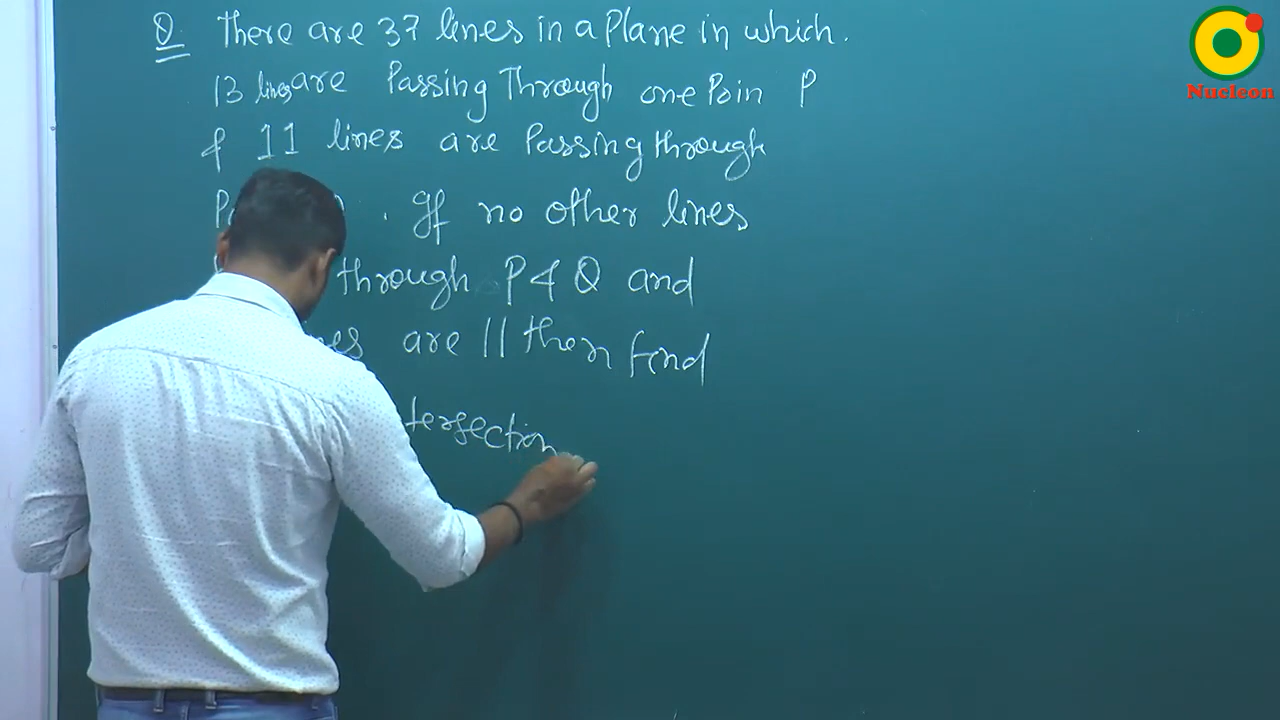 Q. There are 37 lines in a Plane in which.
13 lines are Passing Through one Poin P
& 11 lines are Passing through
. If no other lines
through P & Q and
are || then find
tersection
Nucleon